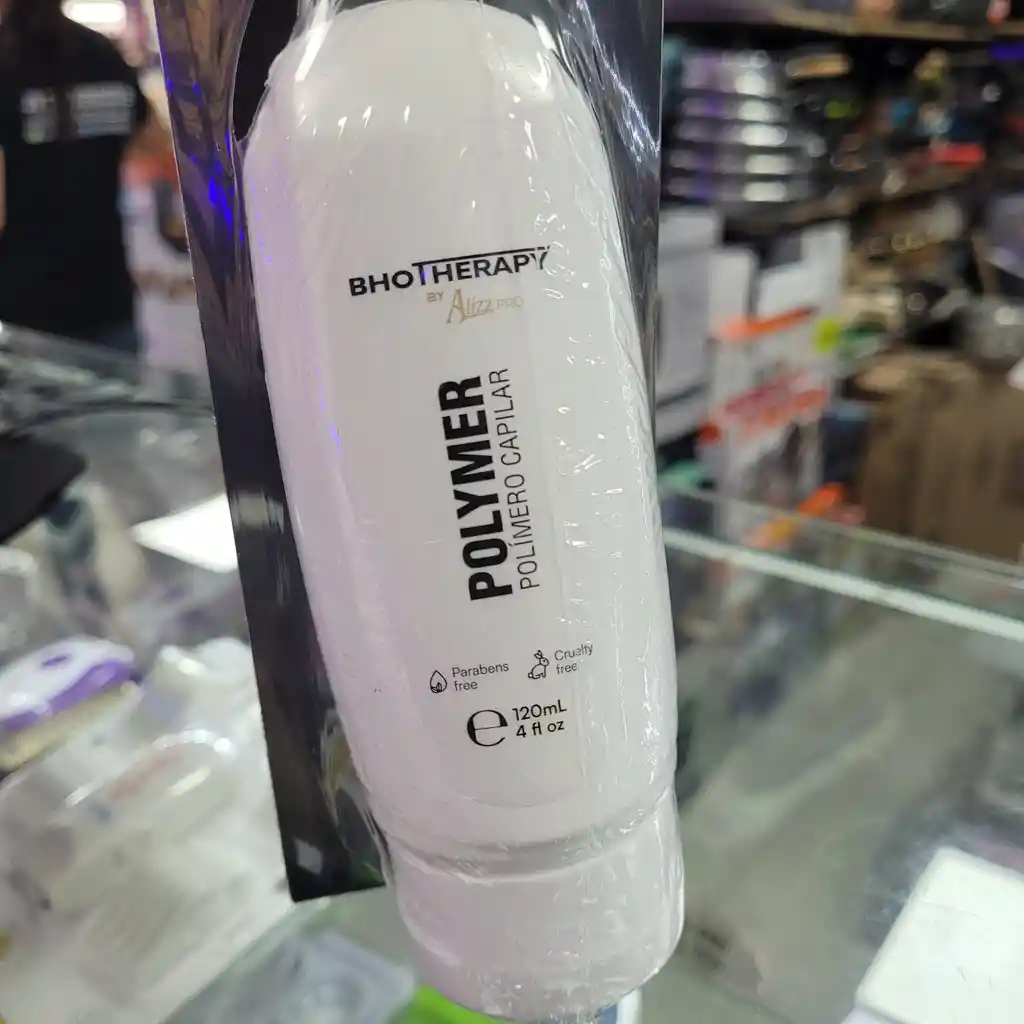 BHOTHERAPY
BY Alizz PRO
POLYMER
POLÍMERO CAPILAR
Parabens
free
Cruelty
free
℮ 120mL
4 fl oz